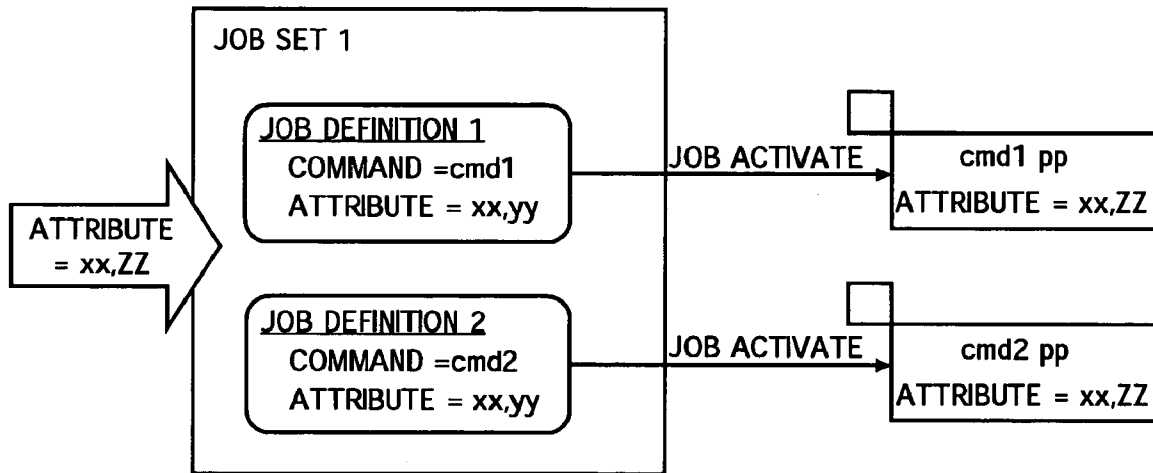 JOB SET 1
ATTRIBUTE
= xx,ZZ
JOB DEFINITION 1
COMMAND =cmd1
ATTRIBUTE = xx,yy
JOB ACTIVATE
cmd1 pp
ATTRIBUTE = xx,ZZ
JOB DEFINITION 2
COMMAND =cmd2
ATTRIBUTE = xx,yy
JOB ACTIVATE
cmd2 pp
ATTRIBUTE = xx,ZZ